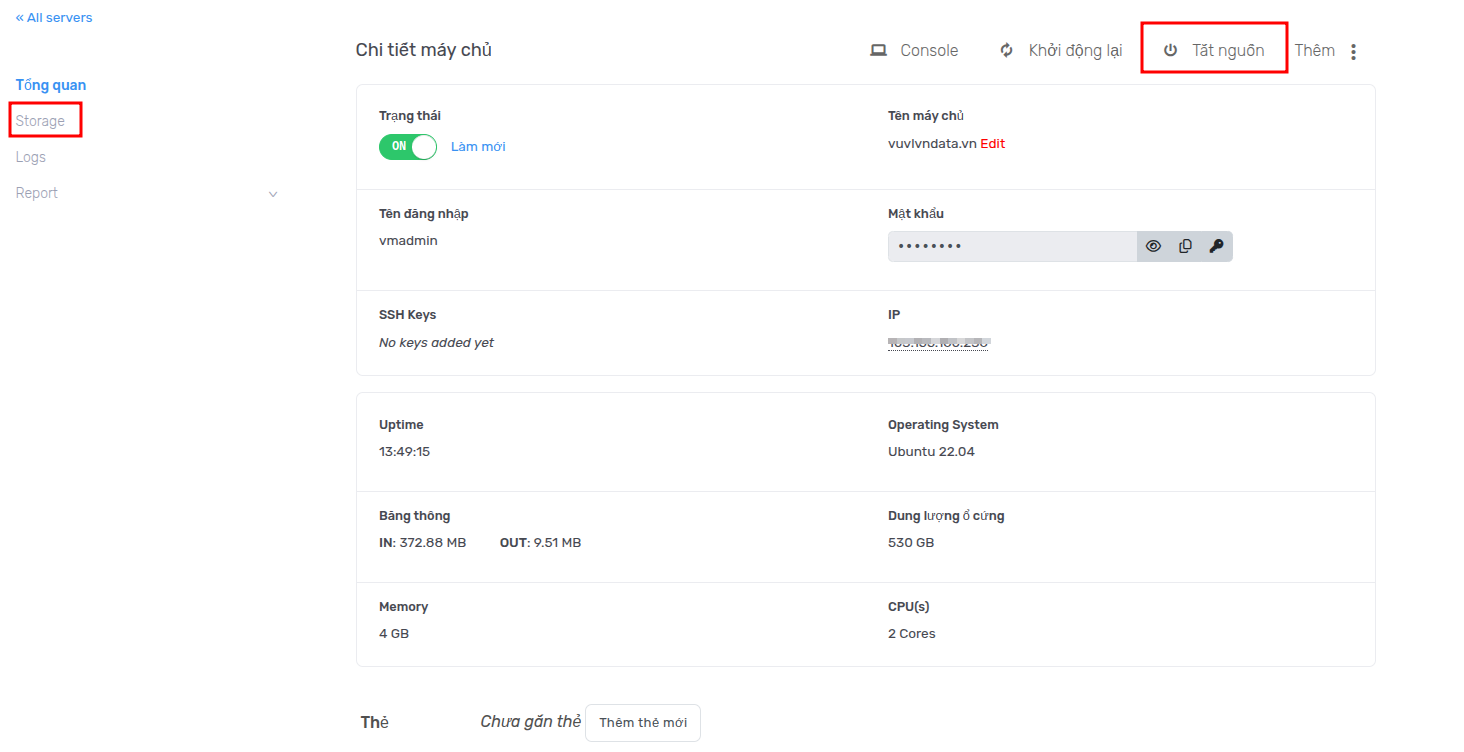 « All servers
Chi tiết máy chủ
Console
Khởi động lại
Tắt nguồn
Thêm
Tổng quan
Storage
Logs
Report
Trạng thái
Tên máy chủ
ON
Làm mới
vuvlvndata.vn Edit
Tên đăng nhập
Mật khẩu
vmadmin
••••••••
SSH Keys
IP
No keys added yet
Uptime
Operating System
13:49:15
Ubuntu 22.04
Băng thông
Dung lượng ổ cứng
IN: 372.88 MB
OUT: 9.51 MB
530 GB
Memory
CPU(s)
4 GB
2 Cores
Thẻ
Chưa gắn thẻ
Thêm thẻ mới